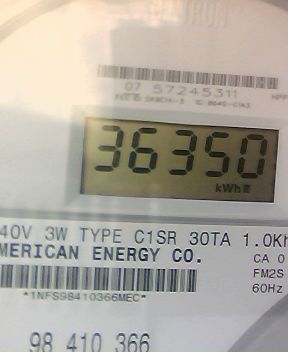 07 57245311
36350
kWh
40V 3W TYPE C1SR 30TA 1.0Kh
MERICAN ENERGY CO.
CA 0
FM2S
60Hz
*1NFS98410366MEC*
98 410 366